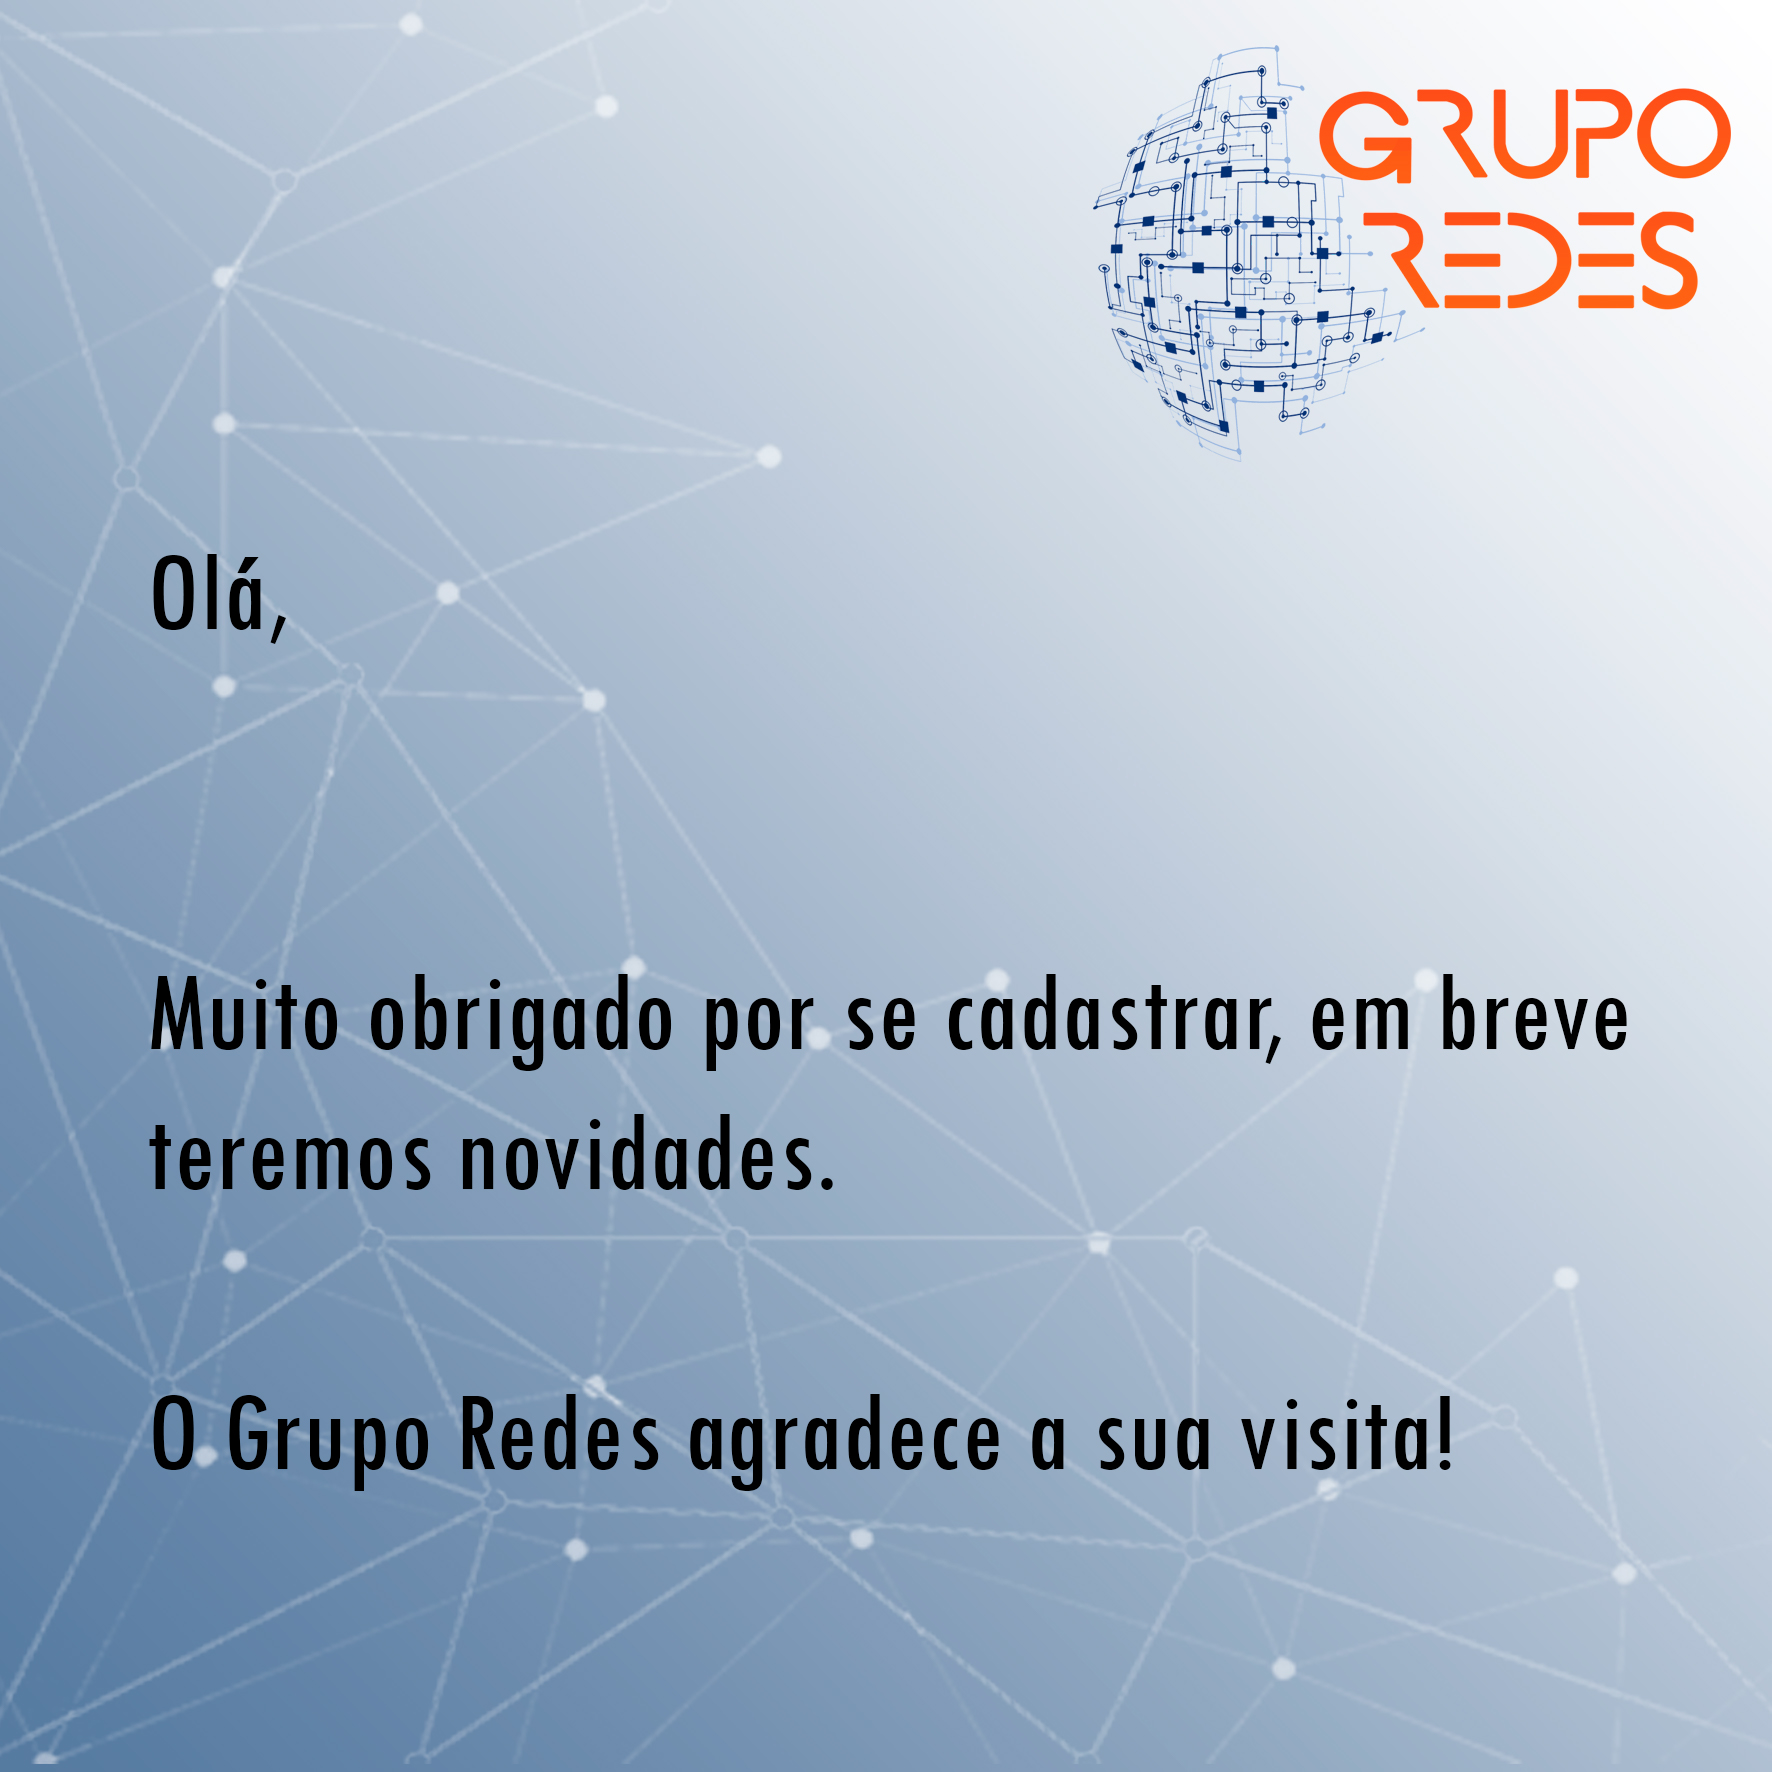 GRUPO
REDES
Olá,
Muito obrigado por se cadastrar, em breve
teremos novidades.
O Grupo Redes agradece a sua visita!